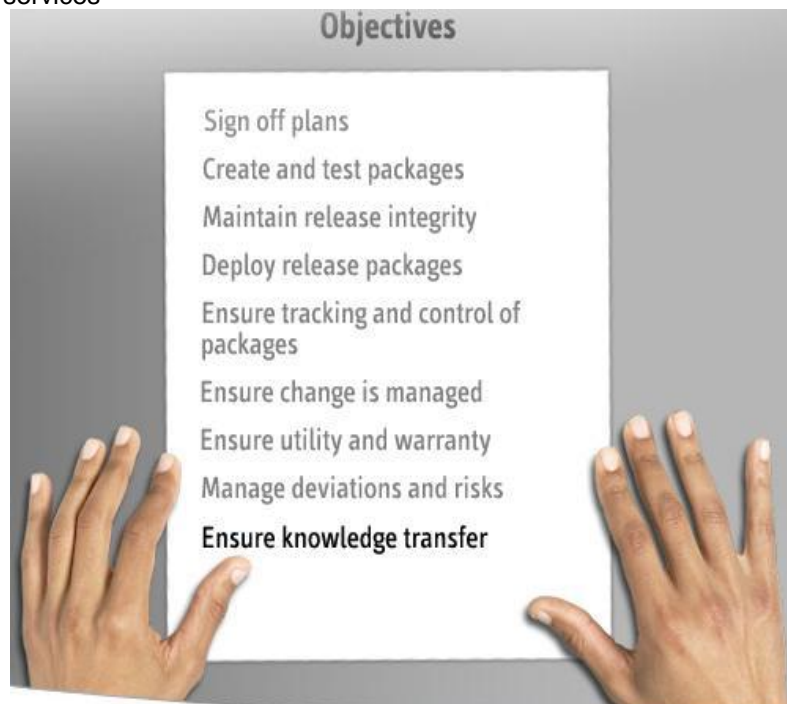 Objectives
Sign off plans
Create and test packages
Maintain release integrity
Deploy release packages
Ensure tracking and control of
packages
Ensure change is managed
Ensure utility and warranty
Manage deviations and risks
Ensure knowledge transfer